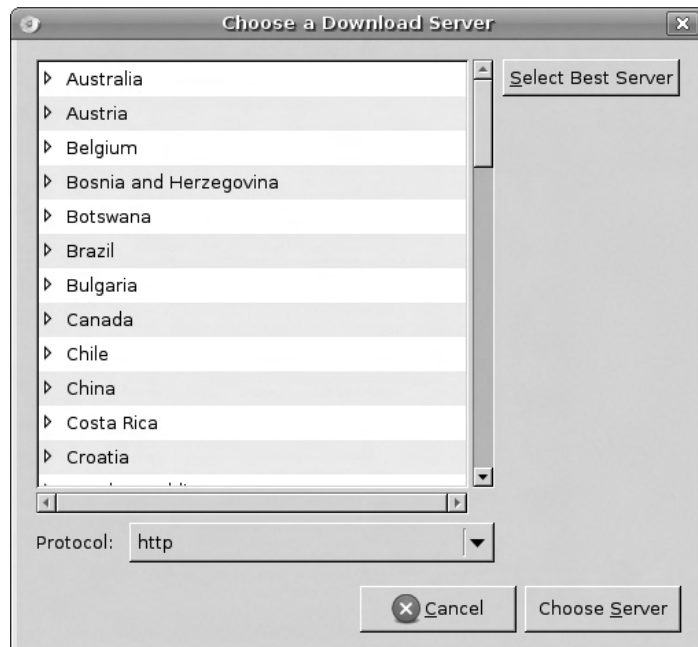 Choose a Download Server
Australia
Select Best Server
Austria
Belgium
Bosnia and Herzegovina
Botswana
Brazil
Bulgaria
Canada
Chile
China
Costa Rica
Croatia
Protocol: http
Cancel
Choose Server